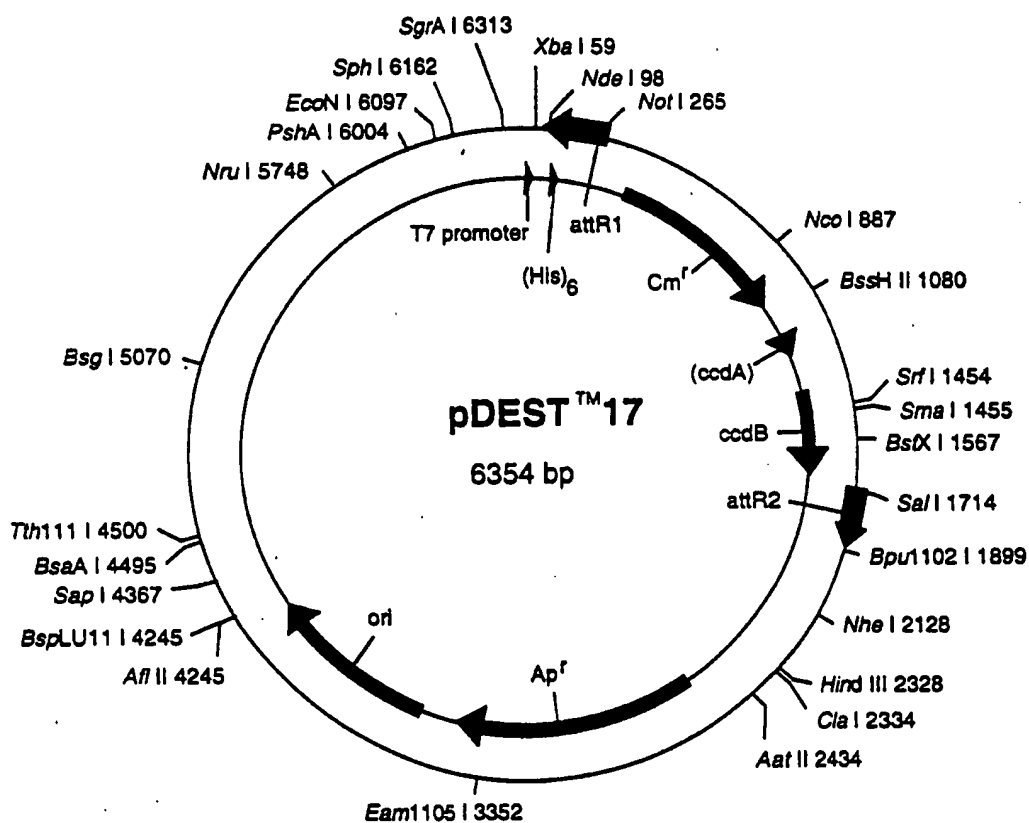 SgrA I 6313
Xba I 59
Sph I 6162
Nde I 98
EcoN I 6097
Not I 265
PshA I 6004
Nru I 5748
T7 promoter
attR1
(His)6
Cmr
Nco I 887
BssH II 1080
Bsg I 5070
(ccdA)
Srf I 1454
Sma I 1455
pDEST™17
ccdB
BstX I 1567
6354 bp
attR2
Sal I 1714
Tth111 I 4500
Bpu1102 I 1899
BsaA I 4495
Sap I 4367
ori
Nhe I 2128
BspLU11 I 4245
Afl II 4245
Apr
Hind III 2328
Cla I 2334
Aat II 2434
Eam1105 I 3352